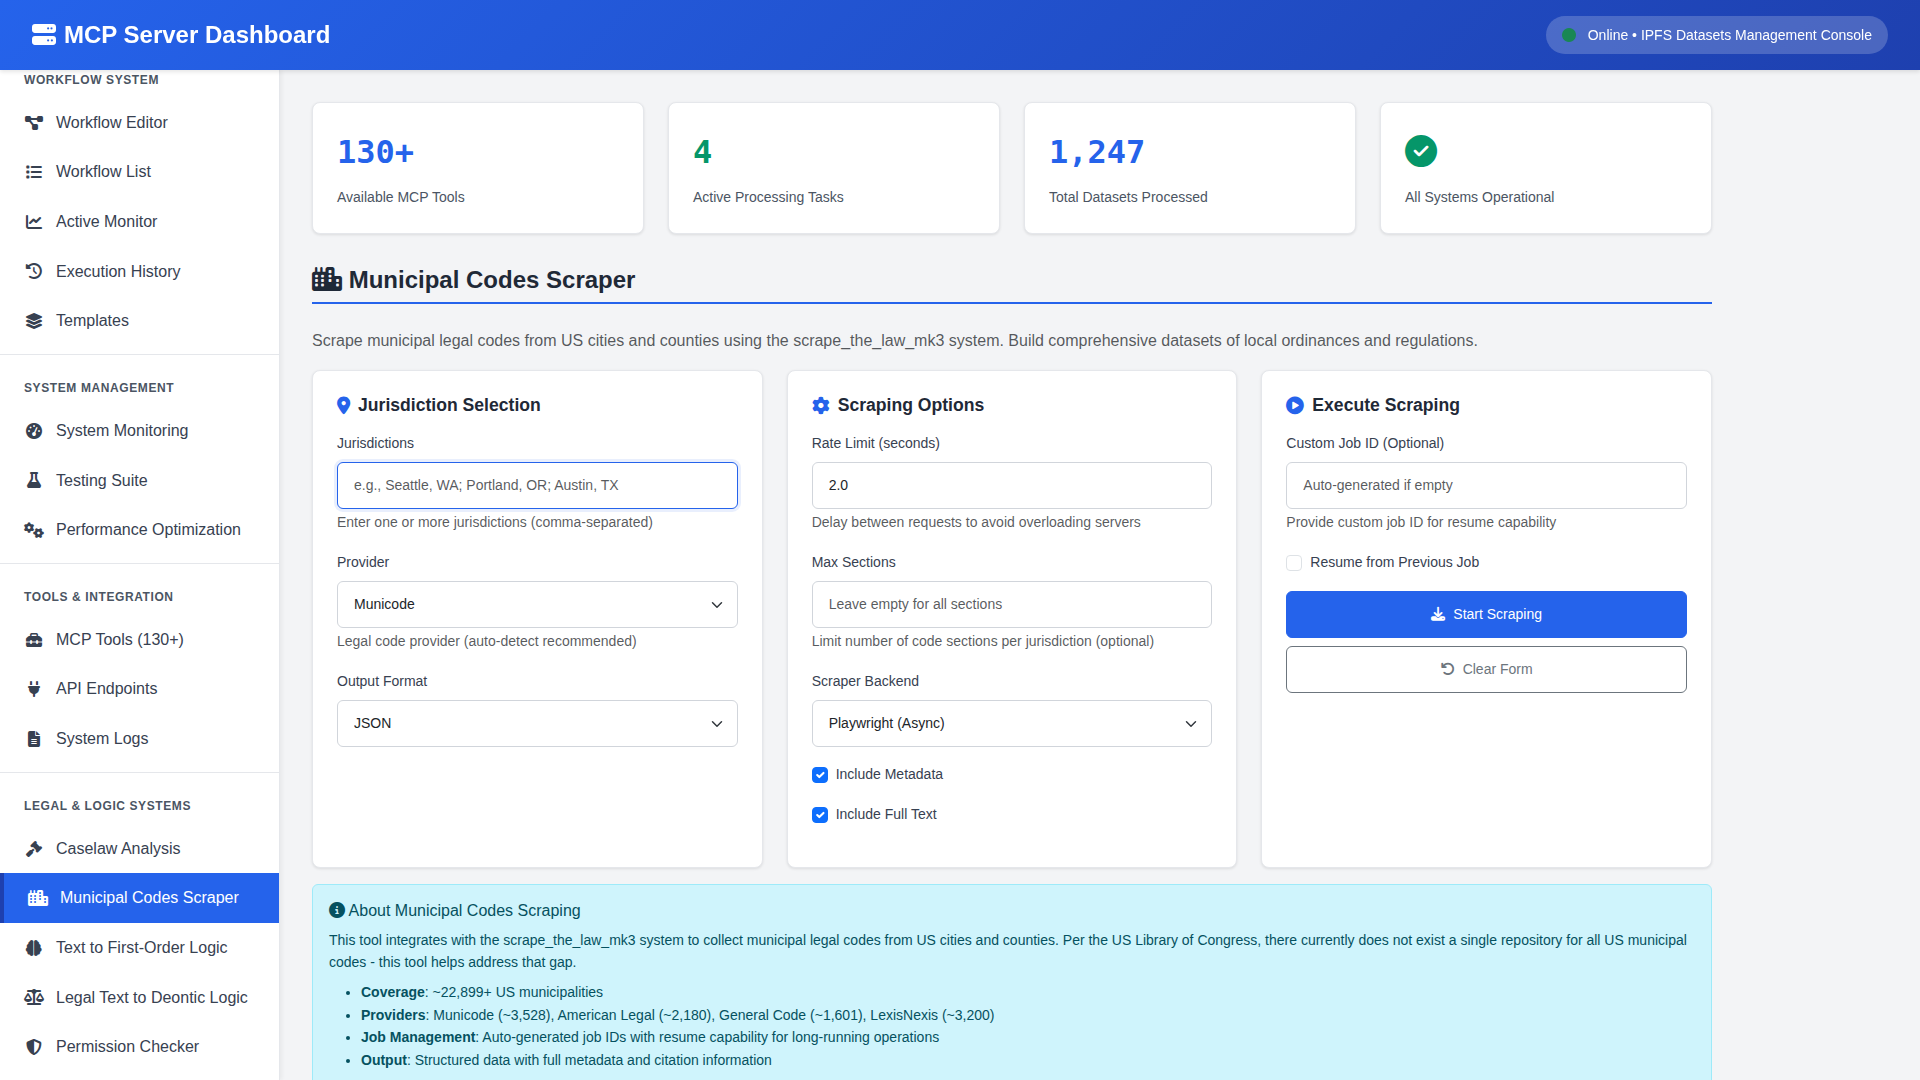 MCP Server Dashboard
Online • IPFS Datasets Management Console
WORKFLOW SYSTEM
Workflow Editor
Workflow List
Active Monitor
Execution History
Templates
SYSTEM MANAGEMENT
System Monitoring
Testing Suite
Performance Optimization
TOOLS & INTEGRATION
MCP Tools (130+)
API Endpoints
System Logs
LEGAL & LOGIC SYSTEMS
Caselaw Analysis
Municipal Codes Scraper
Text to First-Order Logic
Legal Text to Deontic Logic
Permission Checker
130+
Available MCP Tools
4
Active Processing Tasks
1,247
Total Datasets Processed
All Systems Operational
Municipal Codes Scraper
Scrape municipal legal codes from US cities and counties using the scrape_the_law_mk3 system. Build comprehensive datasets of local ordinances and regulations.
Jurisdiction Selection
Jurisdictions
e.g., Seattle, WA; Portland, OR; Austin, TX
Enter one or more jurisdictions (comma-separated)
Provider
Municode
Legal code provider (auto-detect recommended)
Output Format
JSON
Scraping Options
Rate Limit (seconds)
2.0
Delay between requests to avoid overloading servers
Max Sections
Leave empty for all sections
Limit number of code sections per jurisdiction (optional)
Scraper Backend
Playwright (Async)
Include Metadata
Include Full Text
Execute Scraping
Custom Job ID (Optional)
Auto-generated if empty
Provide custom job ID for resume capability
Resume from Previous Job
Start Scraping
Clear Form
About Municipal Codes Scraping
This tool integrates with the scrape_the_law_mk3 system to collect municipal legal codes from US cities and counties. Per the US Library of Congress, there currently does not exist a single repository for all US municipal
codes - this tool helps address that gap.
• Coverage: ~22,899+ US municipalities
• Providers: Municode (~3,528), American Legal (~2,180), General Code (~1,601), LexisNexis (~3,200)
• Job Management: Auto-generated job IDs with resume capability for long-running operations
• Output: Structured data with full metadata and citation information